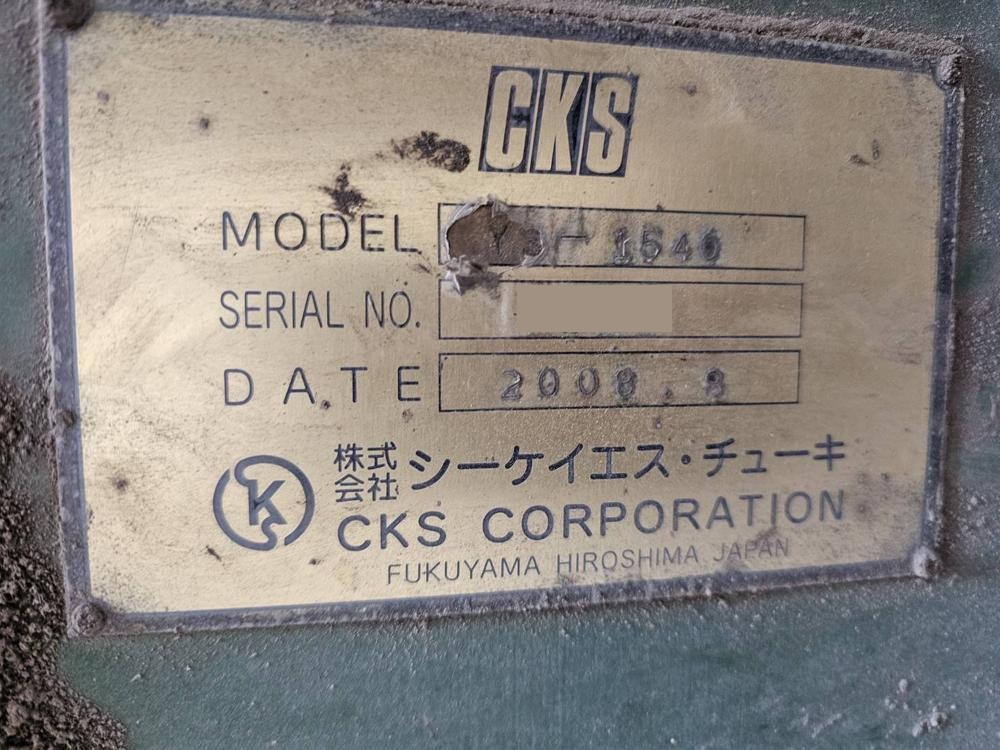 CKS
MODEL - 1540
SERIAL NO.
DATE 2008.8
株式会社 シーケイエス・チューキ
K CKS CORPORATION
FUKUYAMA HIROSHIMA JAPAN